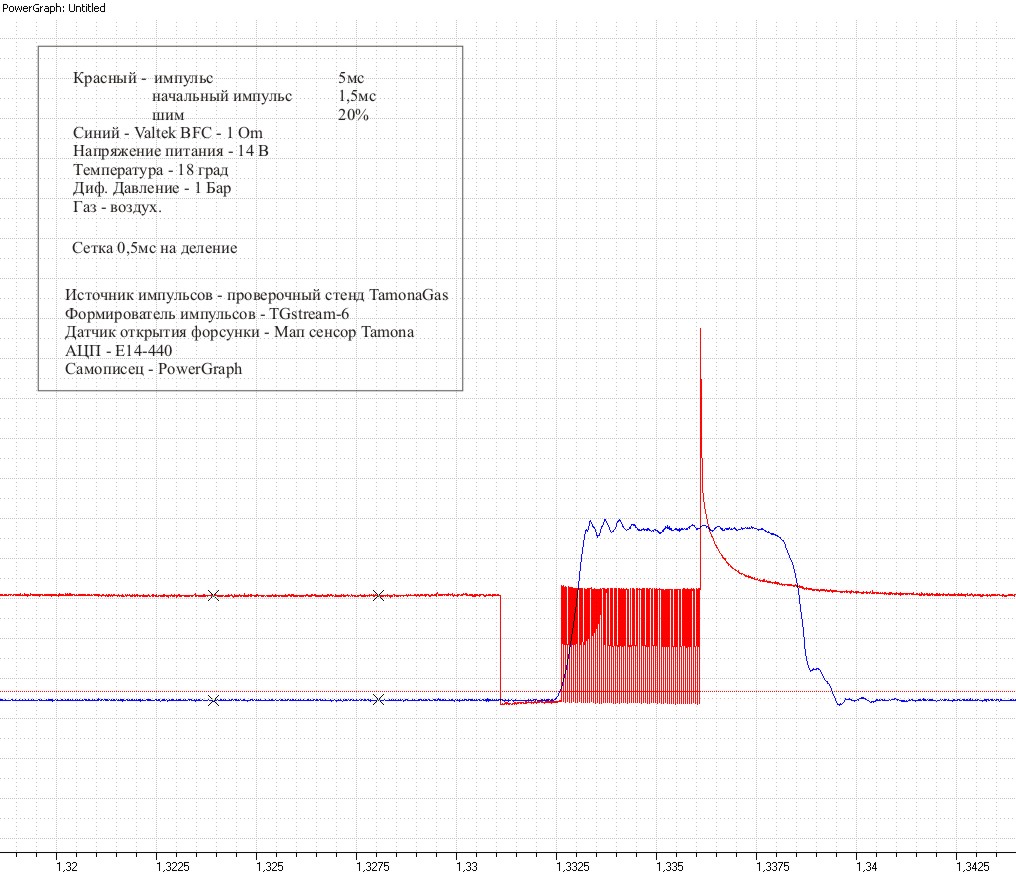 PowerGraph: Untitled
Красный - импульс 5мс
начальный импульс 1,5мс
шим 20%
Синий - Valtek BFC - 1 Om
Напряжение питания - 14 В
Температура - 18 град
Диф. Давление - 1 Бар
Газ - воздух.
Сетка 0,5мс на деление
Источник импульсов - проверочный стенд TamonaGas
Формирователь импульсов - TGstream-6
Датчик открытия форсунки - Мап сенсор Tamona
АЦП - E14-440
Самописец - PowerGraph
1,32 1,3225 1,325 1,3275 1,33 1,3325 1,335 1,3375 1,34 1,3425